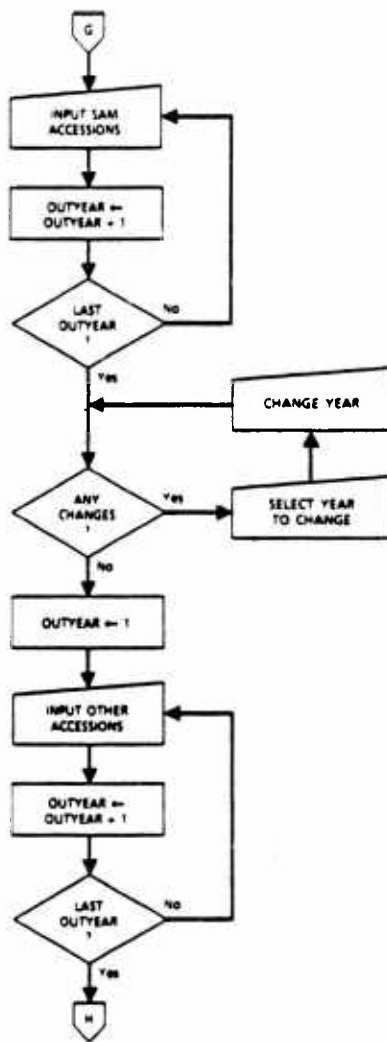 G
INPUT SAM
ACCESSIONS
OUTYEAR ←
OUTYEAR + 1
LAST
OUTYEAR
?
No
Yes
CHANGE YEAR
ANY
CHANGES
?
Yes
SELECT YEAR
TO CHANGE
No
OUTYEAR ← 1
INPUT OTHER
ACCESSIONS
OUTYEAR ←
OUTYEAR + 1
LAST
OUTYEAR
?
No
Yes
H